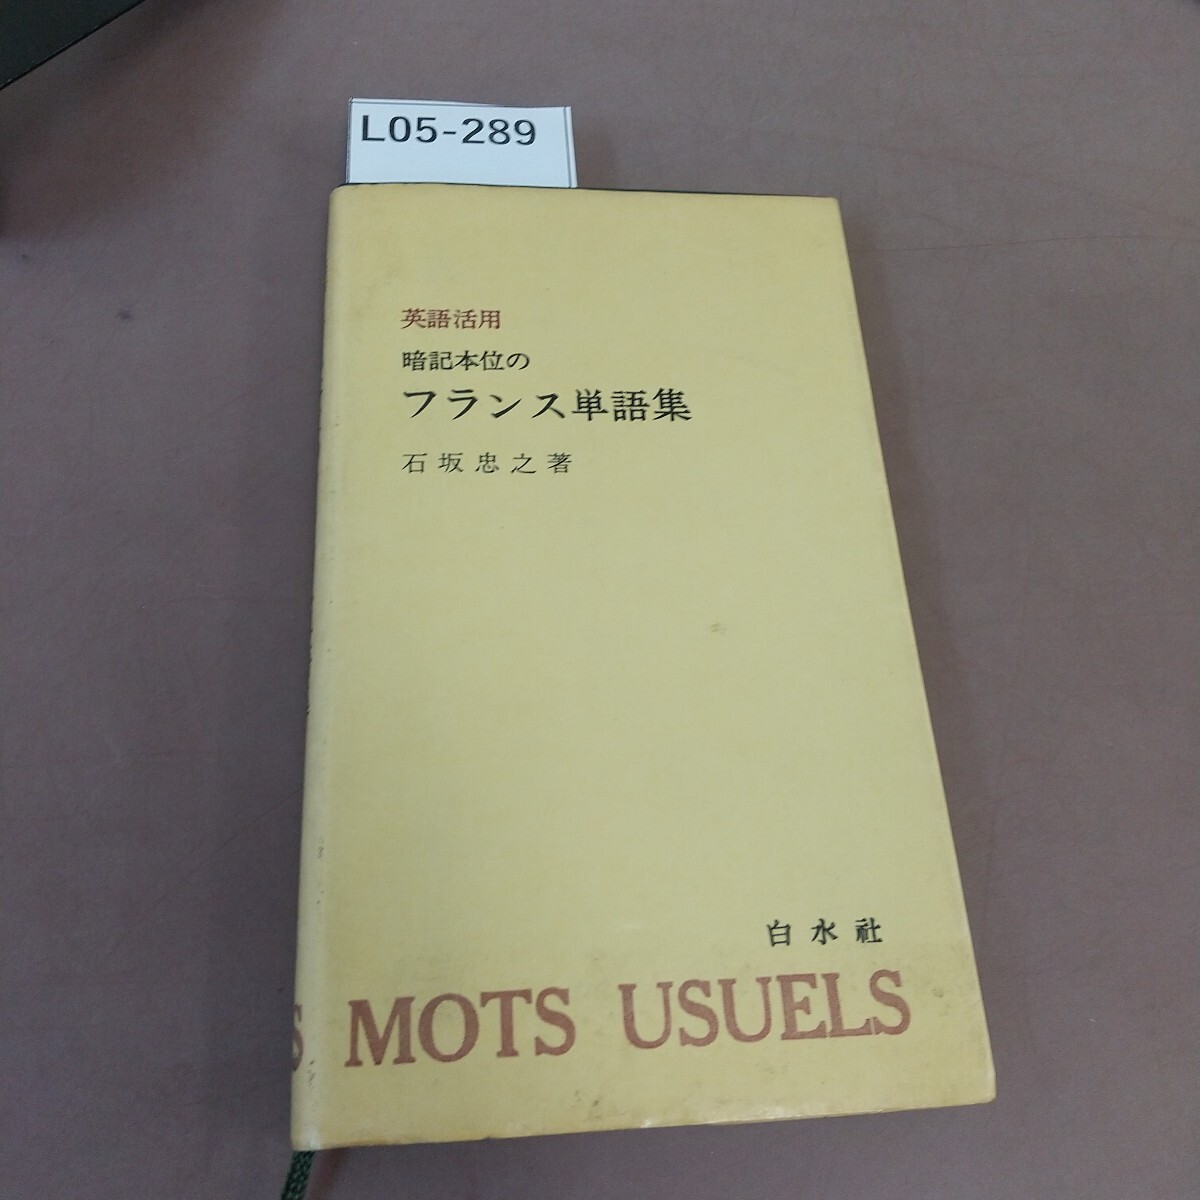 L05-289
英語活用
暗記本位の
フランス単語集
石坂忠之著
白水社
S MOTS USUELS